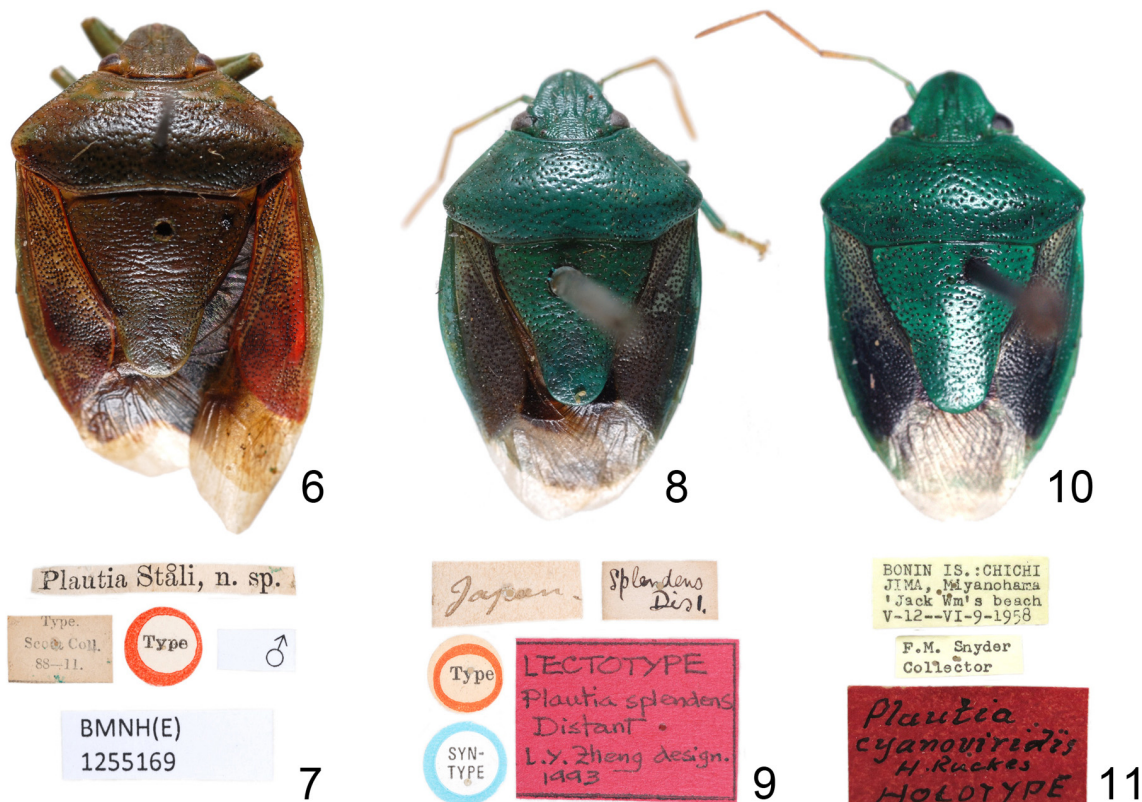 6
8
10
Plautia Ståli, n. sp.
Type.
Scott Coll.
88—11.
Type
♂
BMNH(E)
1255169
7
Japan.
Splendens
Dist.
Type
SYN-
TYPE
LECTOTYPE
Plautia splendens
Distant.
L.Y. Zheng design.
1993
9
BONIN IS.:CHICHI
JIMA, Miyanohama
'Jack Wm's beach
V-12--VI-9-1958
F.M. Snyder
Collector
Plautia
cyanoviridis
H. Ruckes
HOLOTYPE
11